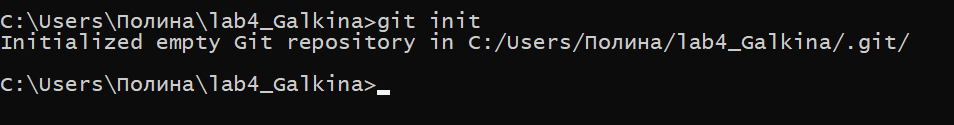 C:\Users\Полина\lab4_Galkina>git init
Initialized empty Git repository in C:/Users/Полина/lab4_Galkina/.git/
C:\Users\Полина\lab4_Galkina>